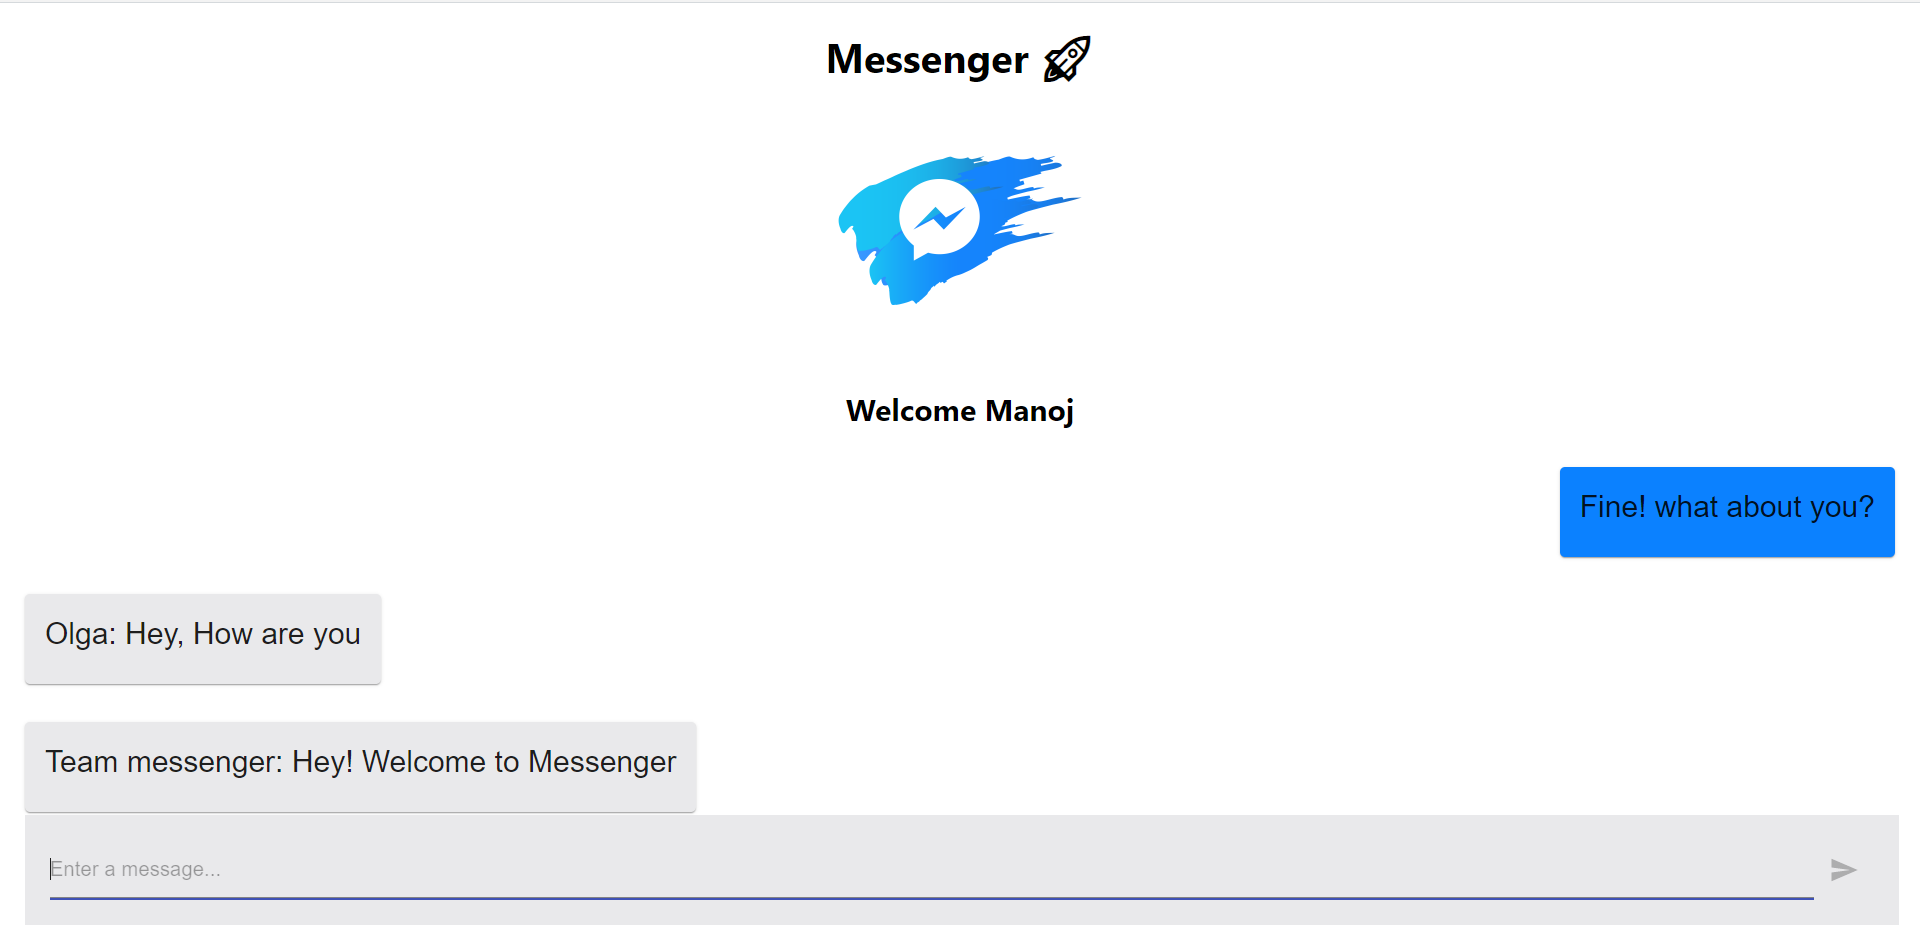 Messenger 🚀
Welcome Manoj
Fine! what about you?
Olga: Hey, How are you
Team messenger: Hey! Welcome to Messenger
Enter a message...